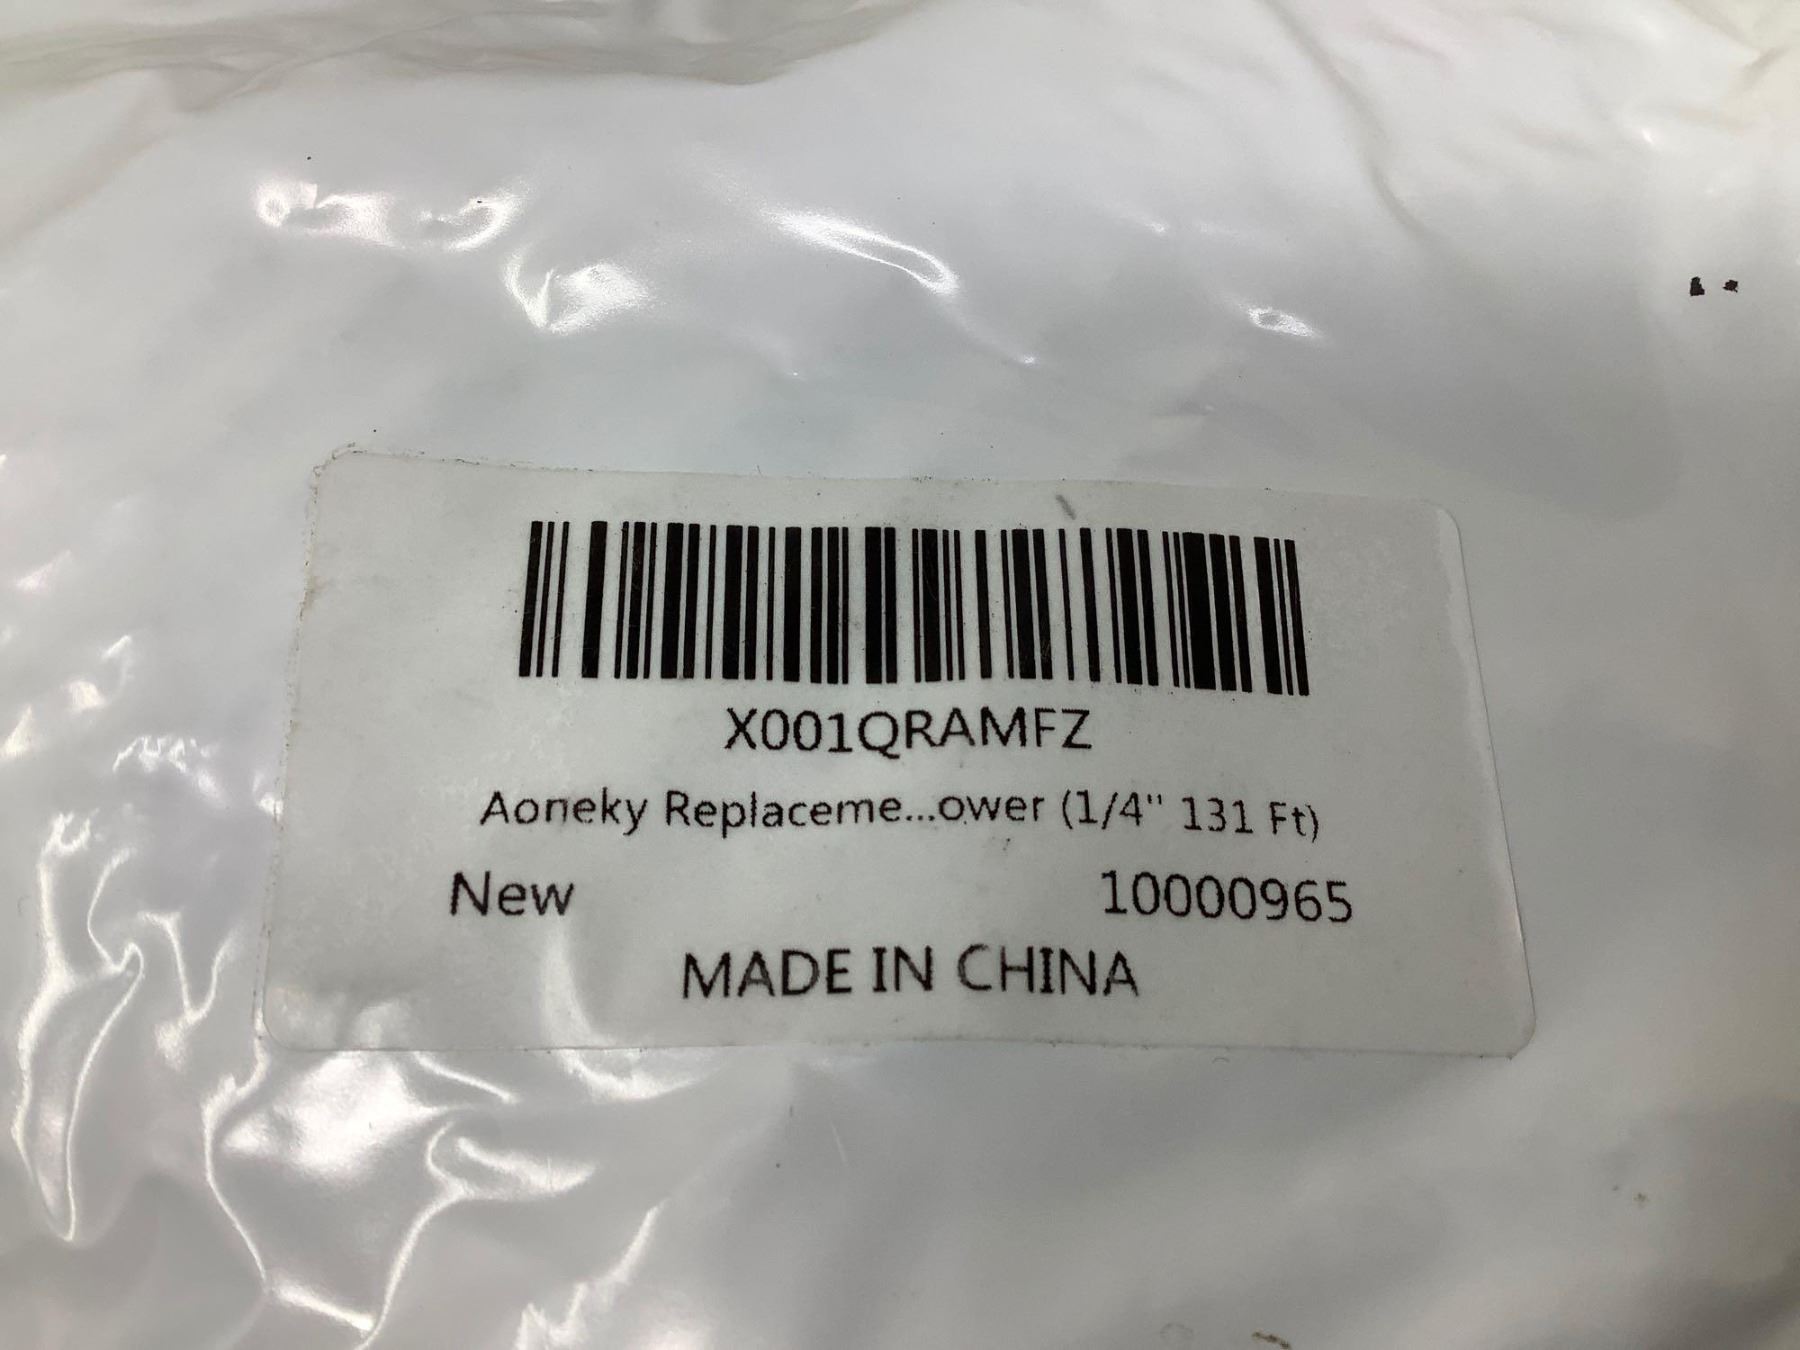 X001QRAMFZ
Aoneky Replaceme...ower (1/4" 131 Ft)
New 10000965
MADE IN CHINA